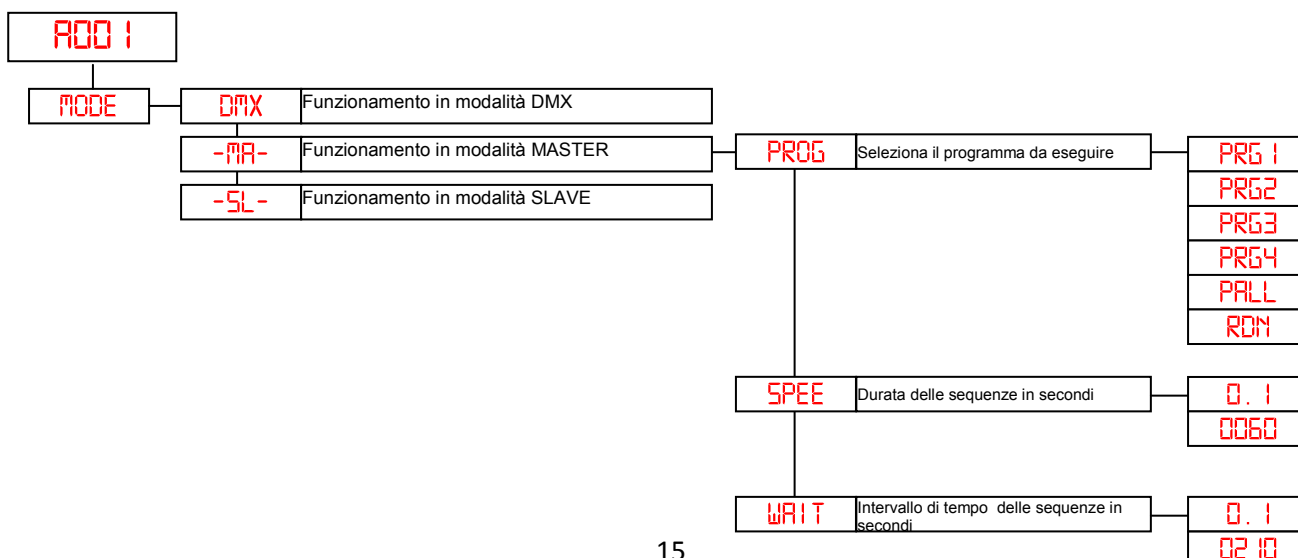 A001
MODE
DMX Funzionamento in modalità DMX
-MA- Funzionamento in modalità MASTER
-SL- Funzionamento in modalità SLAVE
PROG Seleziona il programma da eseguire
PRG1
PRG2
PRG3
PRG4
PALL
RDN
SPEE Durata delle sequenze in secondi
0.1
0060
WAIT Intervallo di tempo delle sequenze in
secondi
0.1
0210
15